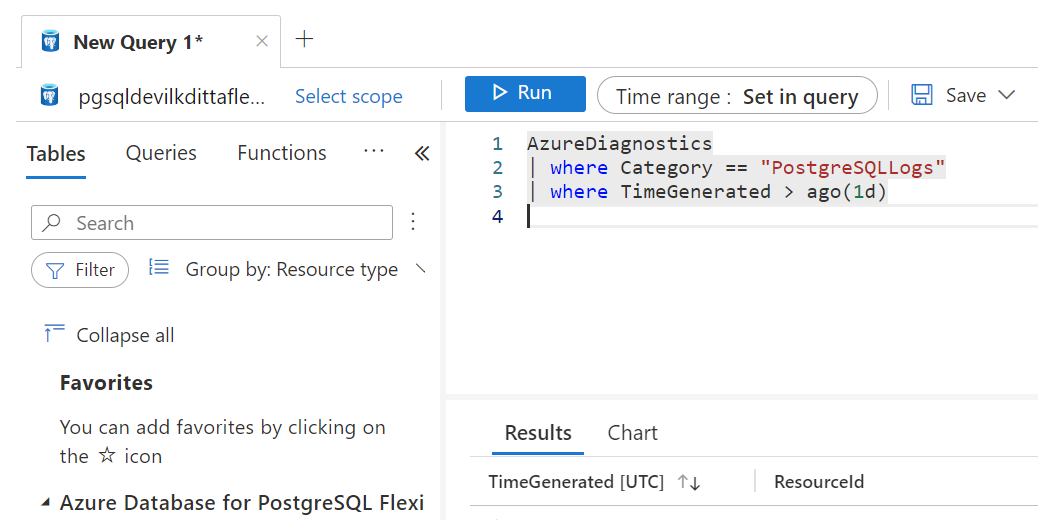 New Query 1*
pgsqldevilkdittafle... Select scope Run Time range : Set in query Save
Tables Queries Functions ...
Search
Filter Group by: Resource type
Collapse all
Favorites
You can add favorites by clicking on
the ☆ icon
Azure Database for PostgreSQL Flexi
1 AzureDiagnostics
2 | where Category == "PostgreSQLLogs"
3 | where TimeGenerated > ago(1d)
4
Results Chart
TimeGenerated [UTC] ResourceId